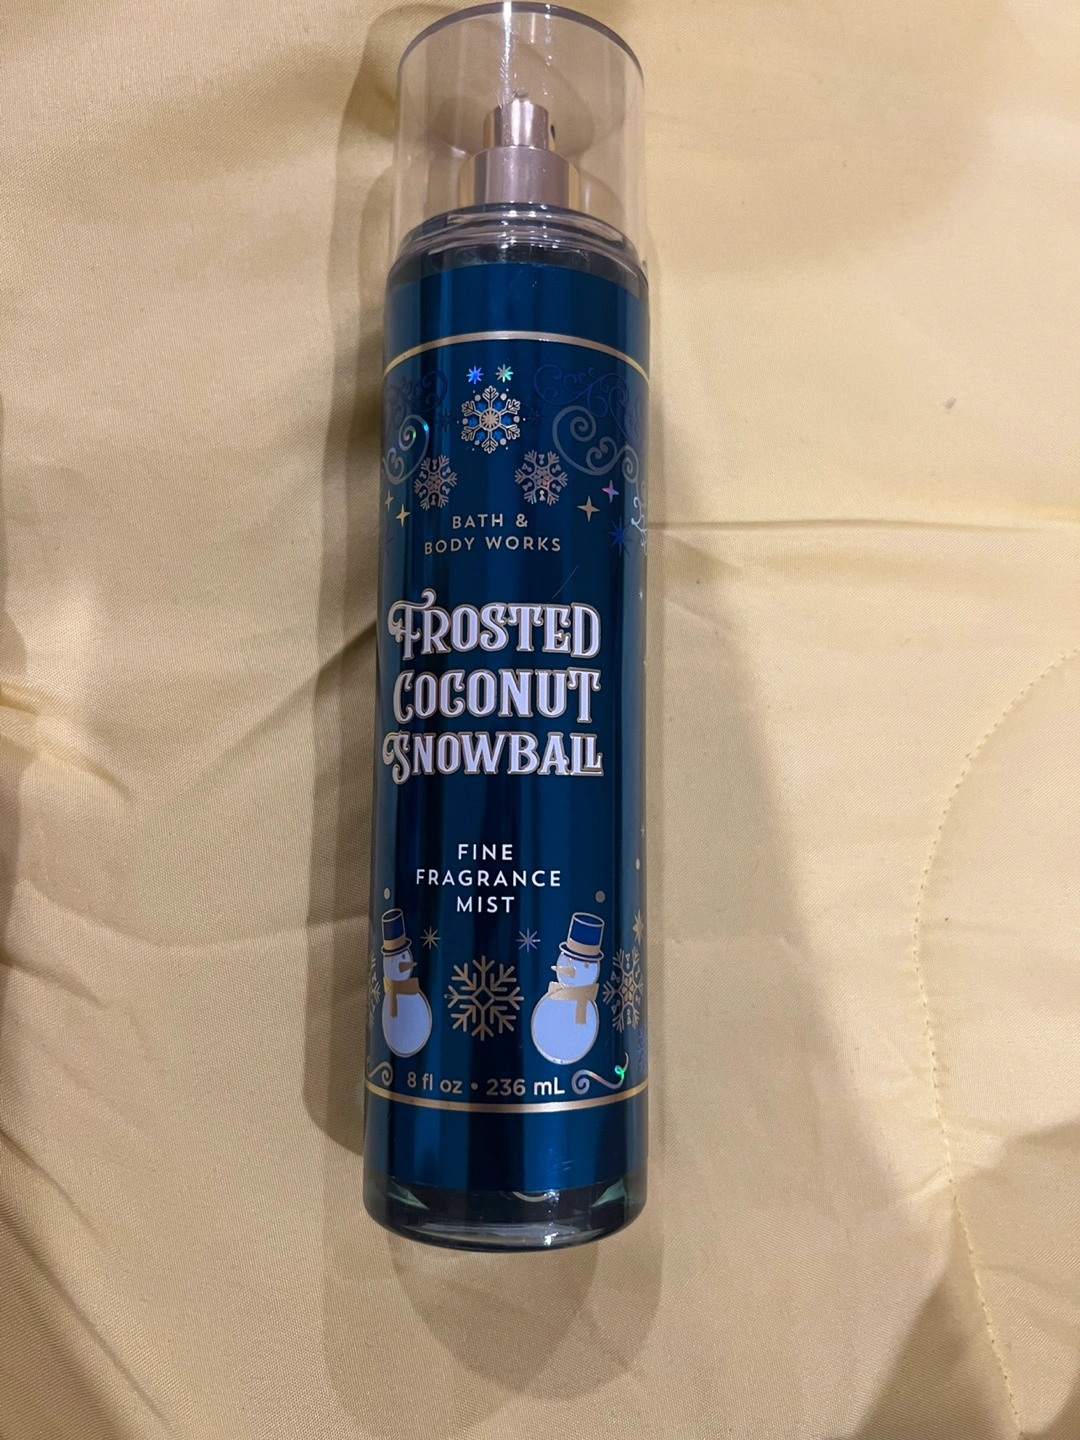 BATH &
BODY WORKS
FROSTED
COCONUT
SNOWBALL
FINE
FRAGRANCE
MIST
8 fl oz • 236 mL